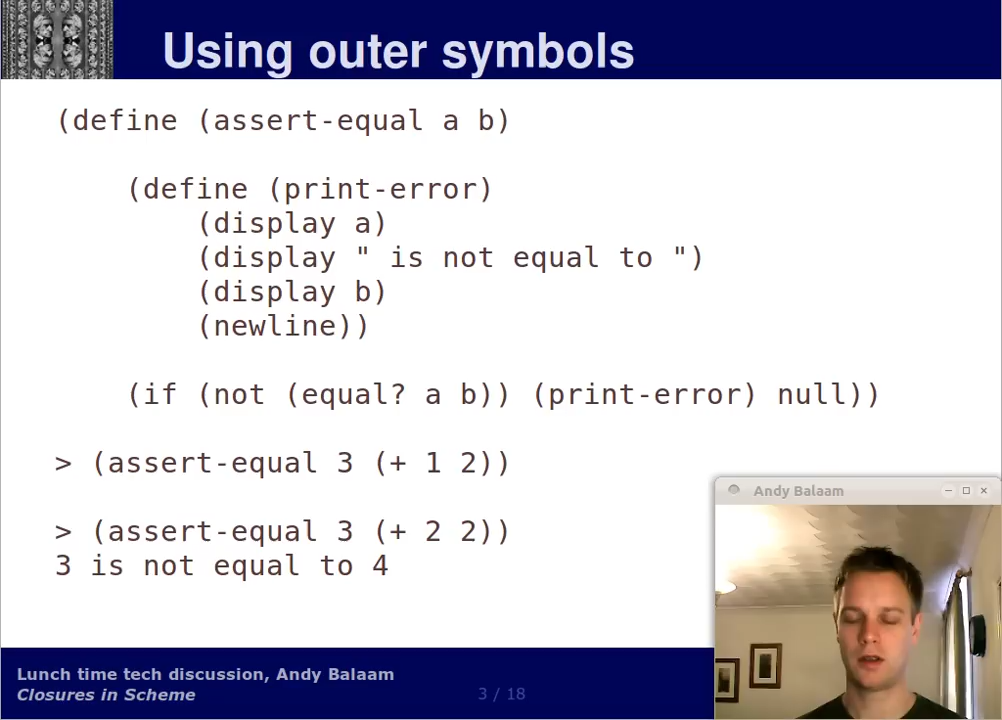 Using outer symbols
(define (assert-equal a b)
(define (print-error)
(display a)
(display " is not equal to ")
(display b)
(newline))
(if (not (equal? a b)) (print-error) null))
> (assert-equal 3 (+ 1 2))
> (assert-equal 3 (+ 2 2))
3 is not equal to 4
Andy Balaam
Lunch time tech discussion, Andy Balaam
Closures in Scheme
3 / 18